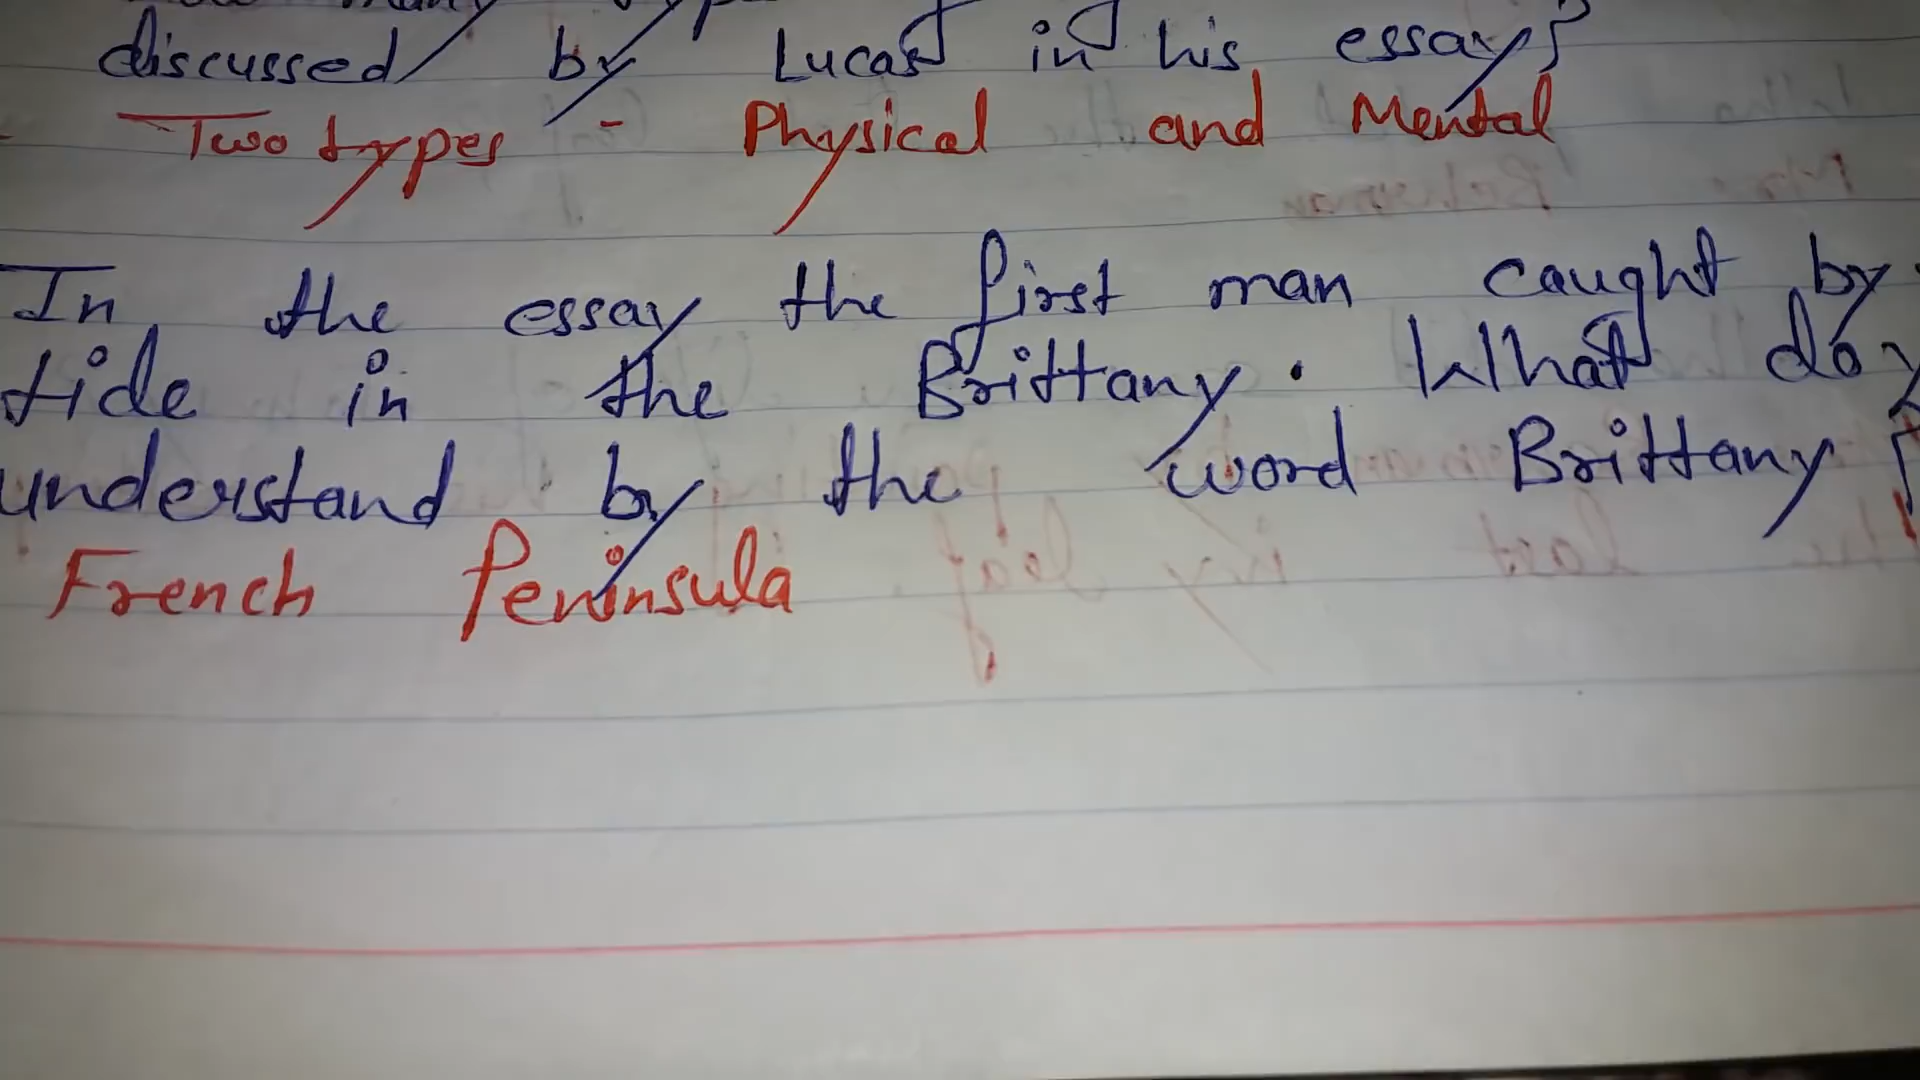 discussed by Lucas in his essay?
- Two types - Physical and Mental
In the essay the first man caught by
tide in the Brittany. What do
understand by the word Brittany?
French Peninsula